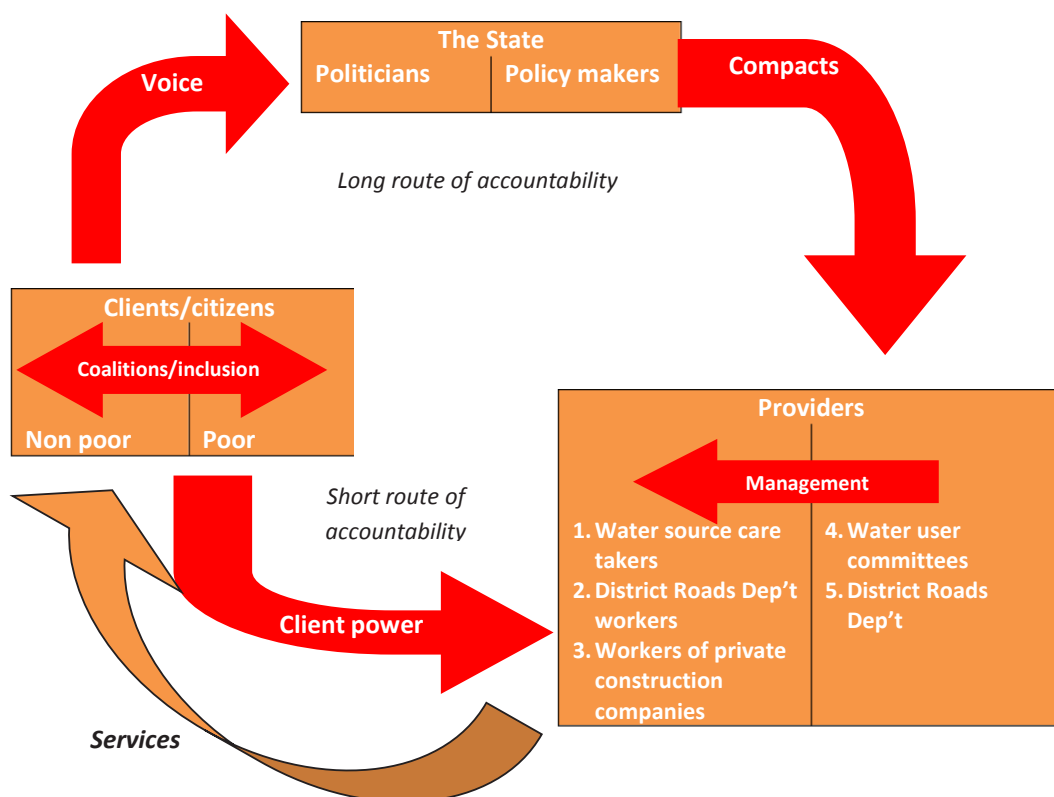 The State
Politicians
Policy makers
Voice
Compacts
Long route of accountability
Clients/citizens
Coalitions/inclusion
Non poor
Poor
Short route of
accountability
Client power
Services
Providers
Management
1. Water source care
takers
2. District Roads Dep't
workers
3. Workers of private
construction
companies
4. Water user
committees
5. District Roads
Dep't